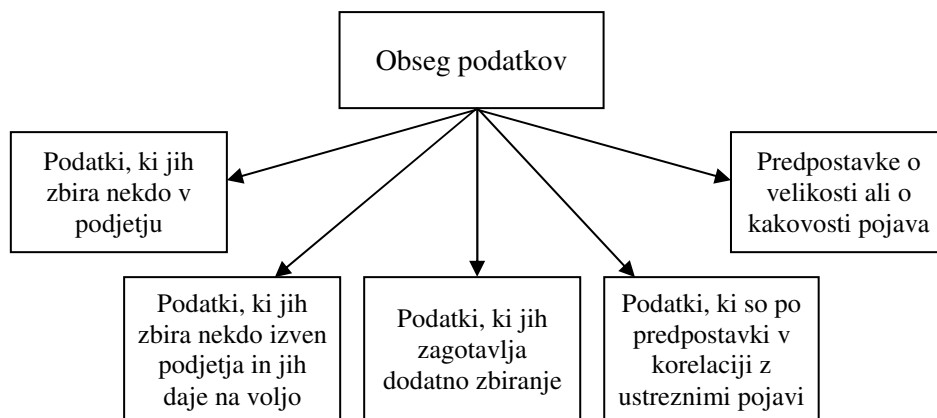 Obseg podatkov
Podatki, ki jih
zbira nekdo v
podjetju
Predpostavke o
velikosti ali o
kakovosti pojava
Podatki, ki jih
zbira nekdo izven
podjetja in jih
daje na voljo
Podatki, ki jih
zagotavlja
dodatno zbiranje
Podatki, ki so po
predpostavki v
korelaciji z
ustreznimi pojavi